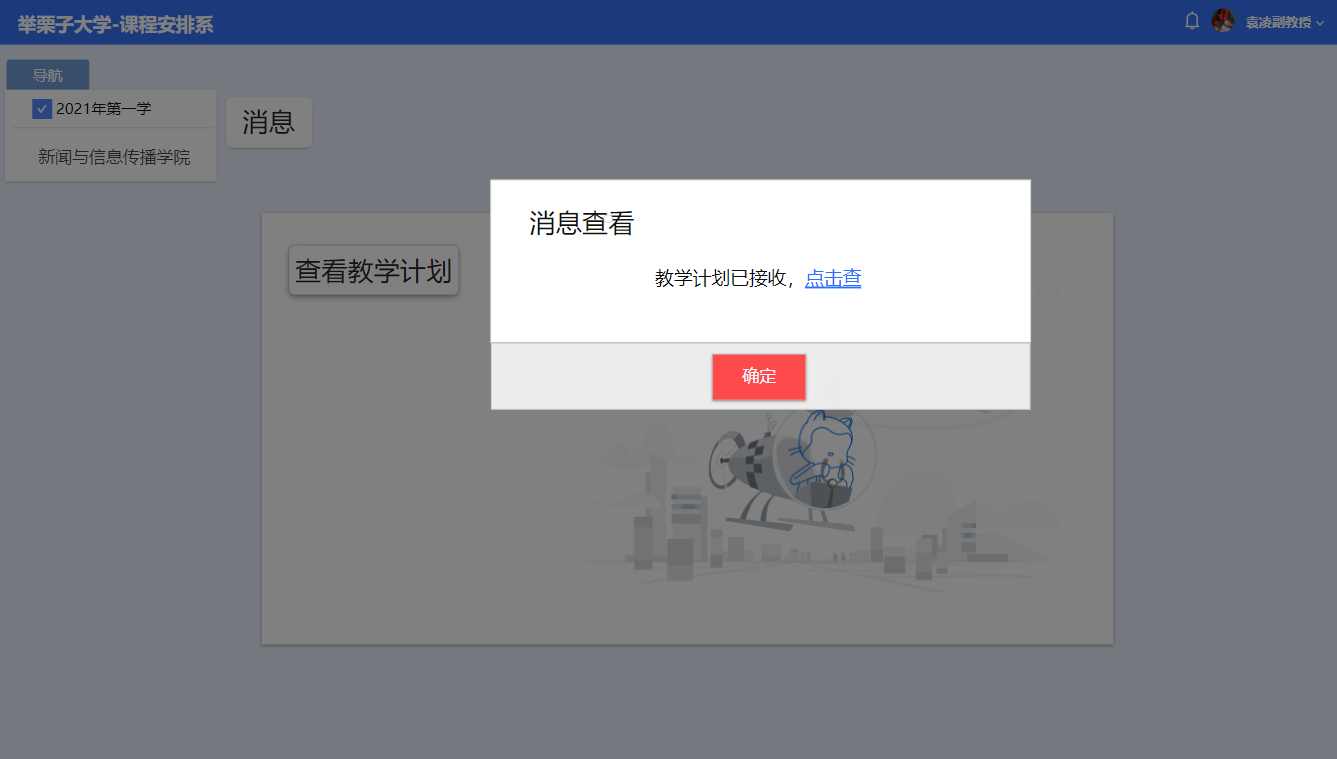 举栗子大学-课程安排系
袁凌副教授
导航
2021年第一学
新闻与信息传播学院
消息
查看教学计划
消息查看
教学计划已接收，点击查
确定